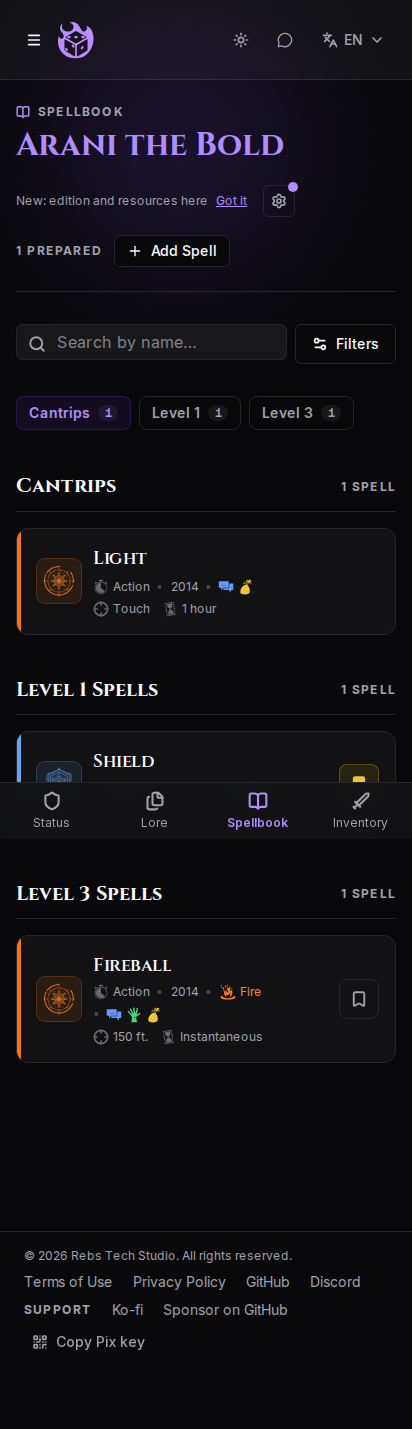 EN
SPELLBOOK
Arani the Bold
New: edition and resources here Got it
1 PREPARED Add Spell
Search by name... Filters
Cantrips 1 Level 1 1 Level 3 1
Cantrips 1 SPELL
Light
Action • 2014 •
Touch 1 hour
Level 1 Spells 1 SPELL
Shield
Status Lore Spellbook Inventory
Level 3 Spells 1 SPELL
Fireball
Action • 2014 • Fire
•
150 ft. Instantaneous
© 2026 Rebs Tech Studio. All rights reserved.
Terms of Use Privacy Policy GitHub Discord
SUPPORT Ko-fi Sponsor on GitHub
Copy Pix key